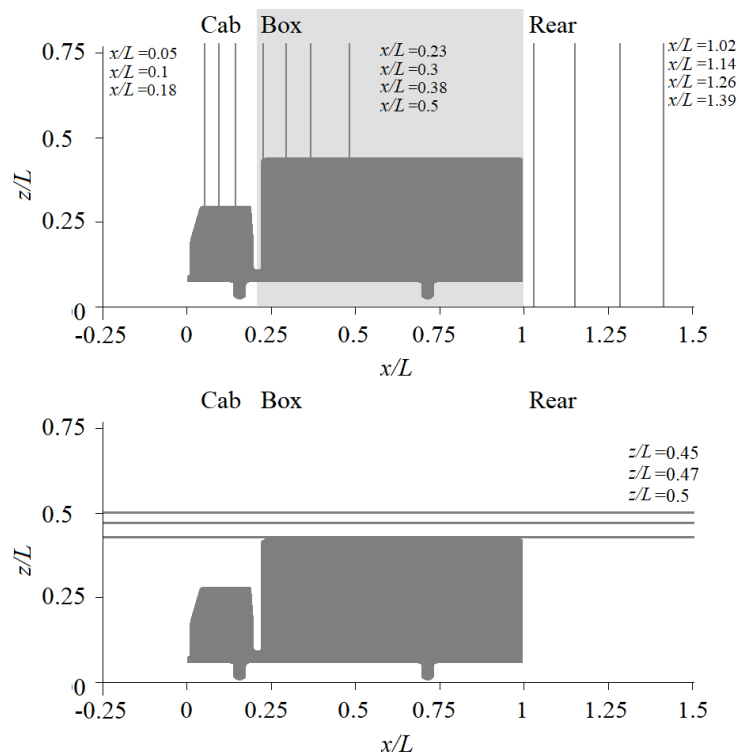 Cab Box Rear
0.75
x/L=0.05
x/L=0.1
x/L=0.18
x/L=0.23
x/L=0.3
x/L=0.38
x/L=0.5
x/L=1.02
x/L=1.14
x/L=1.26
x/L=1.39
0.5
z/L
0.25
0
-0.25 0 0.25 0.5 0.75 1 1.25 1.5
x/L
Cab Box Rear
0.75
z/L=0.45
z/L=0.47
z/L=0.5
0.5
z/L
0.25
0
-0.25 0 0.25 0.5 0.75 1 1.25 1.5
x/L